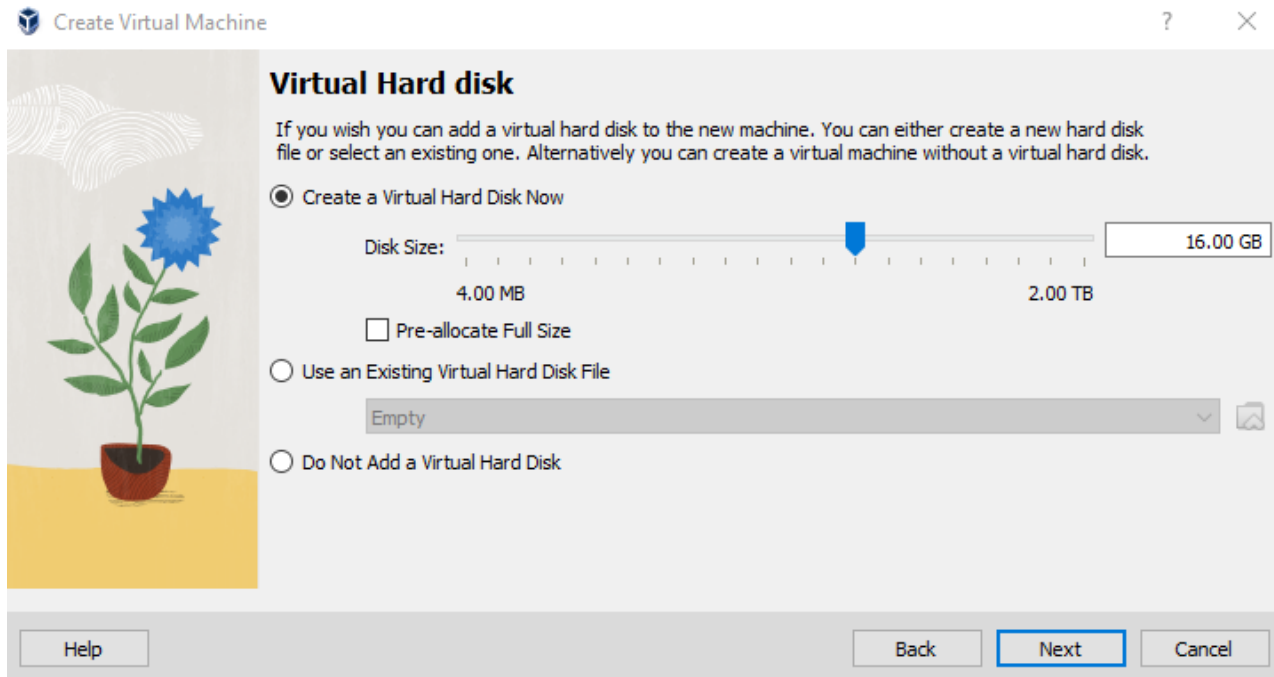 Create Virtual Machine
Virtual Hard disk
If you wish you can add a virtual hard disk to the new machine. You can either create a new hard disk
file or select an existing one. Alternatively you can create a virtual machine without a virtual hard disk.
Create a Virtual Hard Disk Now
Disk Size:
16.00 GB
4.00 MB
2.00 TB
Pre-allocate Full Size
Use an Existing Virtual Hard Disk File
Empty
Do Not Add a Virtual Hard Disk
Help
Back
Next
Cancel